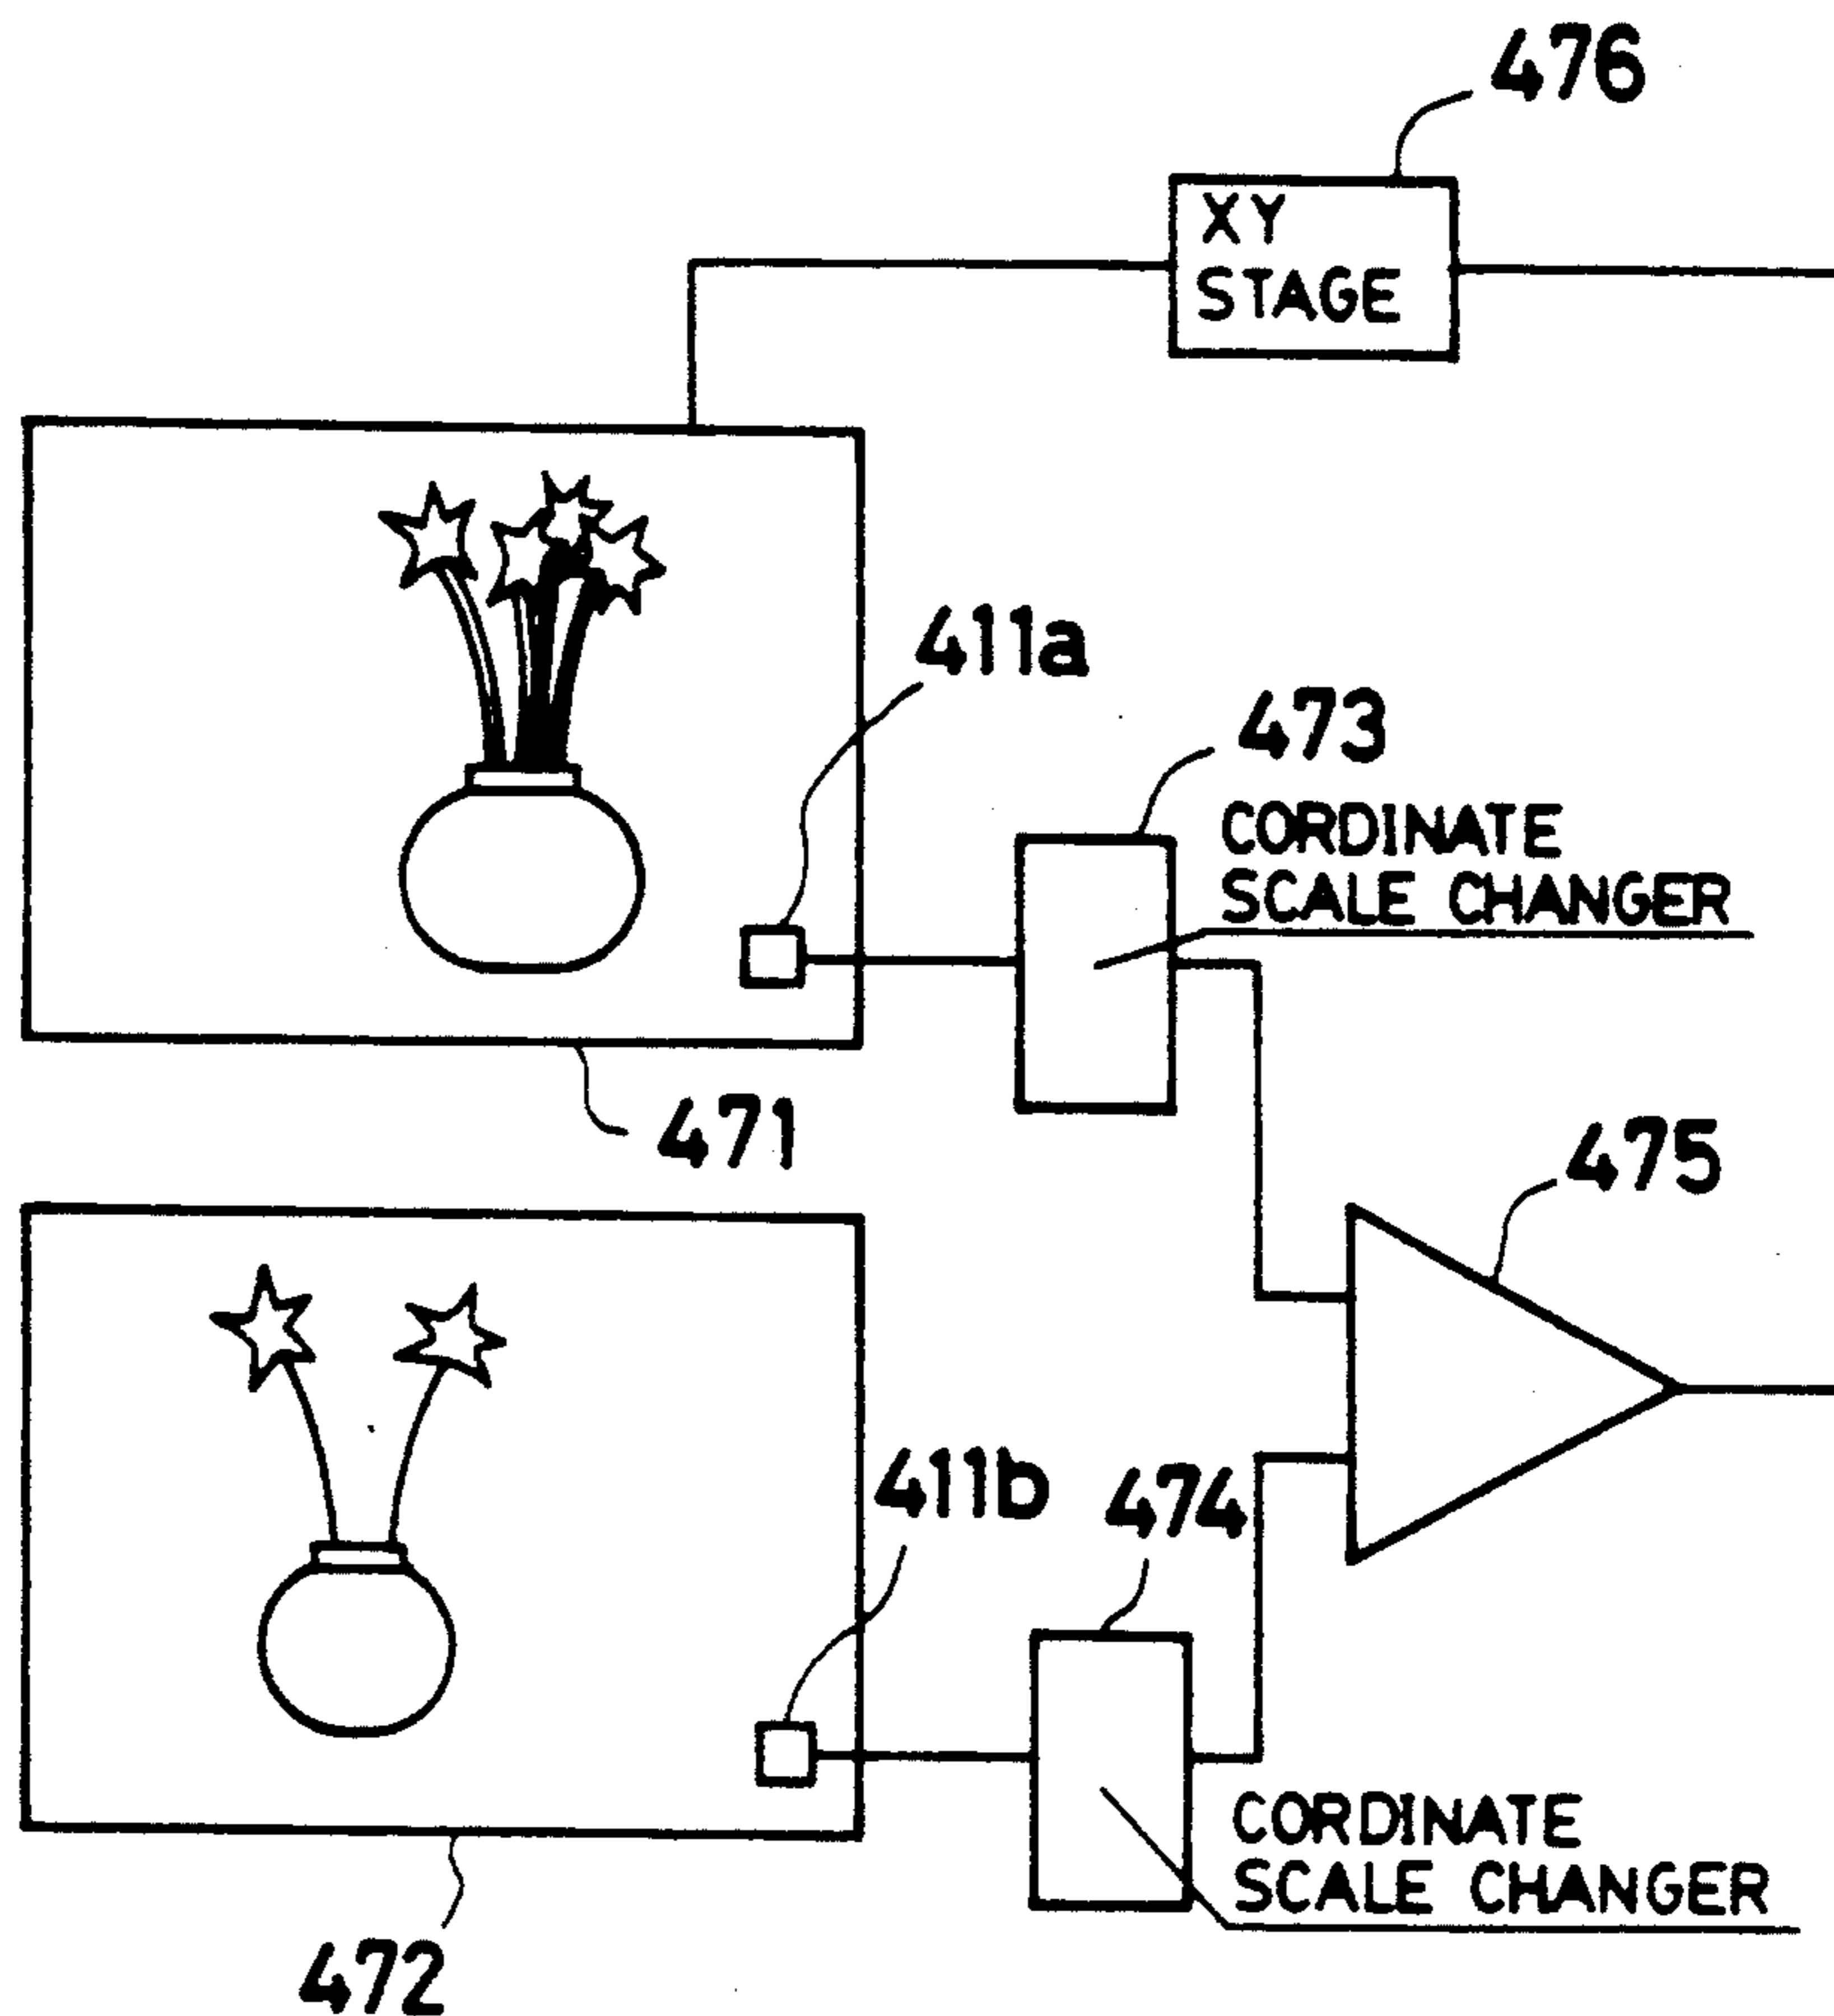 476
XY
STAGE
411a
473
CORDINATE
SCALE CHANGER
471
475
411b
474
CORDINATE
SCALE CHANGER
472